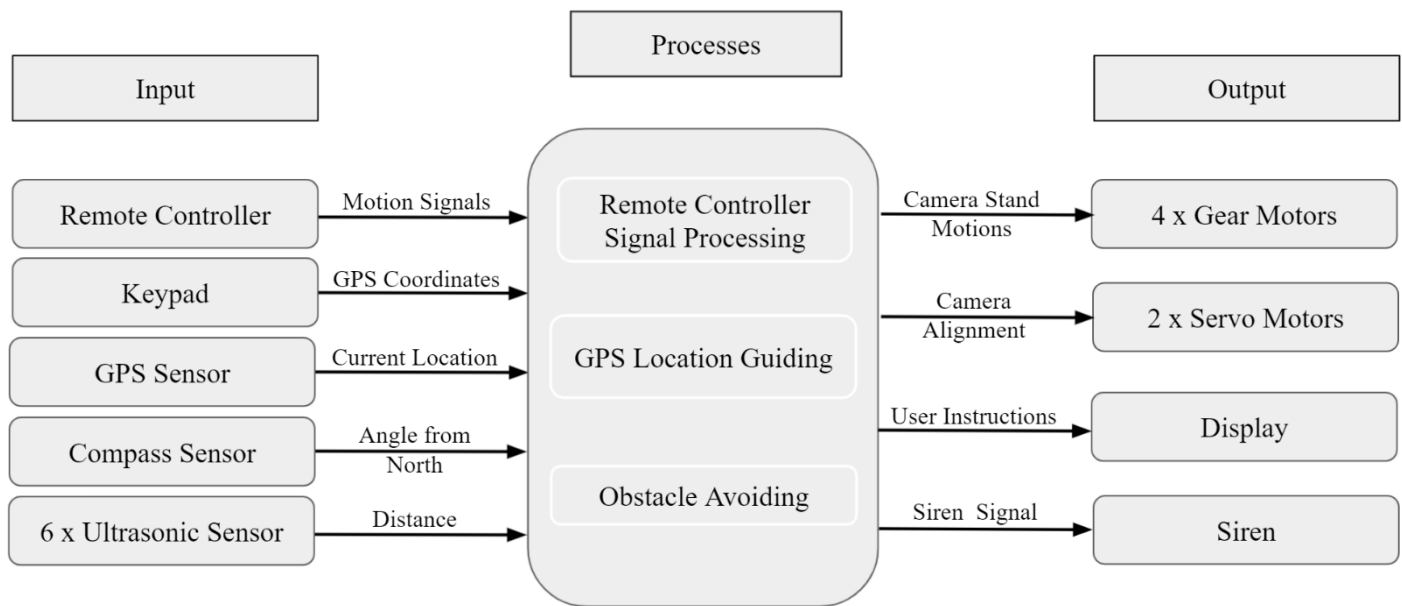 Processes
Input
Output
Remote Controller
Motion Signals
Remote Controller
Signal Processing
Camera Stand
Motions
4 x Gear Motors
Keypad
GPS Coordinates
Camera
Alignment
2 x Servo Motors
GPS Sensor
Current Location
GPS Location Guiding
User Instructions
Display
Compass Sensor
Angle from
North
Obstacle Avoiding
6 x Ultrasonic Sensor
Distance
Siren Signal
Siren